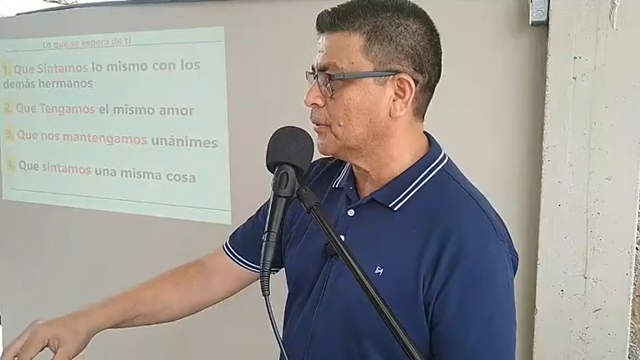 Lo que se espera de ti
1. Que Sintamos lo mismo con los
demás hermanos
2. Que Tengamos el mismo amor
3. Que nos mantengamos unánimes
4. Que sintamos una misma cosa